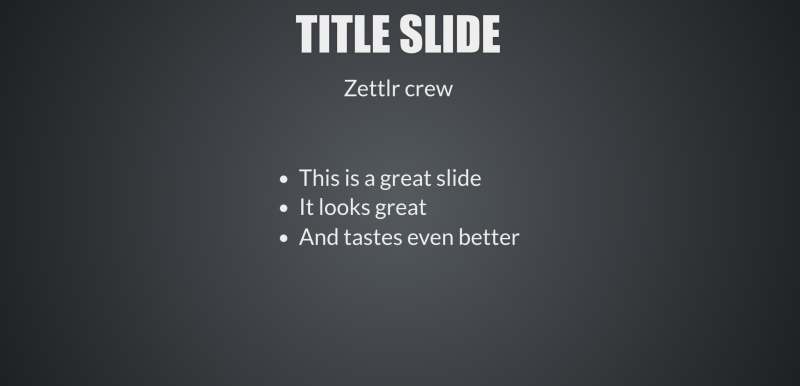 TITLE SLIDE
Zettlr crew
• This is a great slide
• It looks great
• And tastes even better